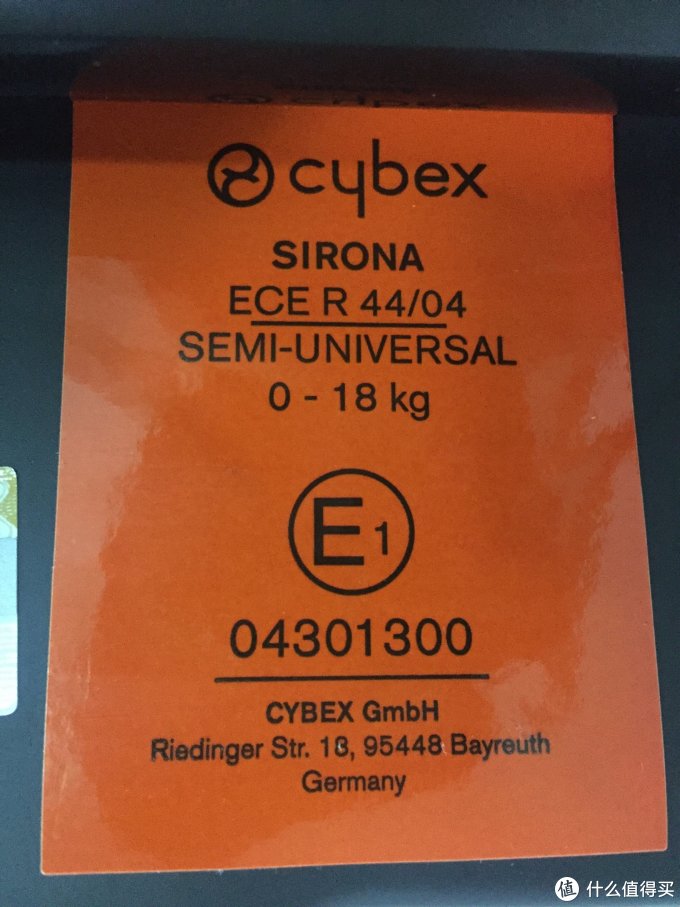 cybex
SIRONA
ECE R 44/04
SEMI-UNIVERSAL
0 - 18 kg
E1
04301300
CYBEX GmbH
Riedinger Str. 18, 95448 Bayreuth
Germany
值 什么值得买